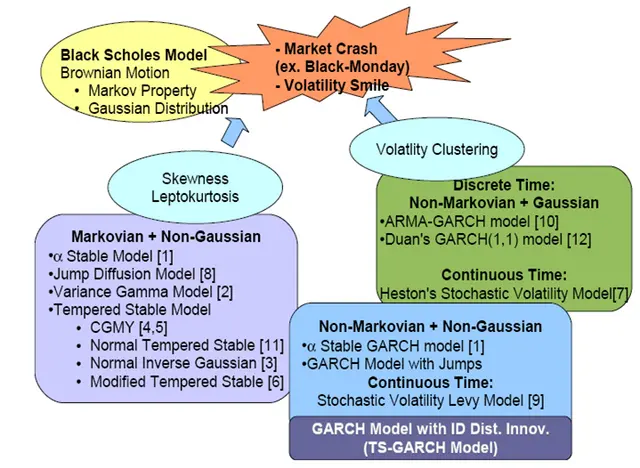 Black Scholes Model
Brownian Motion
• Markov Property
• Gaussian Distribution
- Market Crash
(ex. Black-Monday)
- Volatility Smile
Skewness
Leptokurtosis
Volatlity Clustering
Markovian + Non-Gaussian
•α Stable Model [1]
•Jump Diffusion Model [8]
•Variance Gamma Model [2]
•Tempered Stable Model
• CGMY [4,5]
• Normal Tempered Stable [11]
• Normal Inverse Gaussian [3]
• Modified Tempered Stable [6]
Discrete Time:
Non-Markovian + Gaussian
•ARMA-GARCH model [10]
•Duan's GARCH(1,1) model [12]
Continuous Time:
Heston's Stochastic Volatility Model[7]
Non-Markovian + Non-Gaussian
•α Stable GARCH model [1]
•GARCH Model with Jumps
Continuous Time:
Stochastic Volatility Levy Model [9]
GARCH Model with ID Dist. Innov.
(TS-GARCH Model)